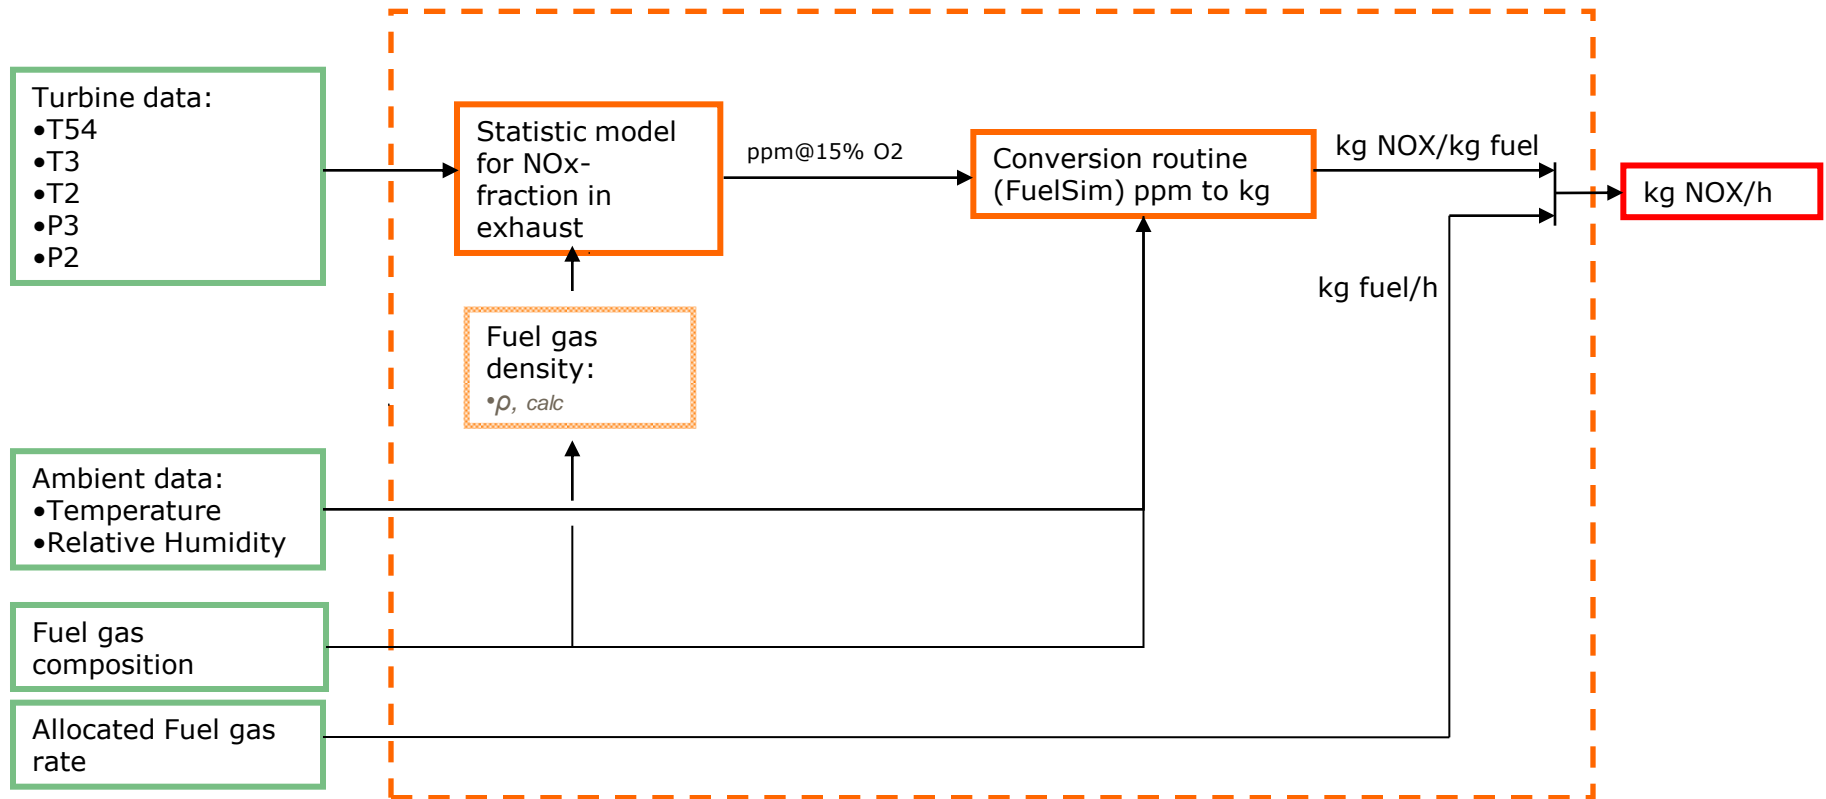 Turbine data:
•T54
•T3
•T2
•P3
•P2
Statistic model
for NOx-
fraction in
exhaust
ppm@15% O2
Conversion routine
(FuelSim) ppm to kg
kg NOX/kg fuel
kg NOX/h
kg fuel/h
Fuel gas
density:
•ρ, calc
Ambient data:
•Temperature
•Relative Humidity
Fuel gas
composition
Allocated Fuel gas
rate